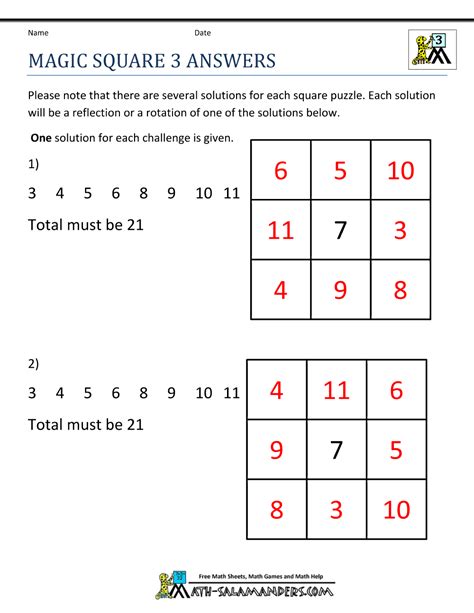 Name Date
MAGIC SQUARE 3 ANSWERS
3
Please note that there are several solutions for each square puzzle. Each solution
will be a reflection or a rotation of one of the solutions below.
One solution for each challenge is given.
1)
3 4 5 6 8 9 10 11
Total must be 21
6 5 10
11 7 3
4 9 8
2)
3 4 5 6 8 9 10 11
Total must be 21
4 11 6
9 7 5
8 3 10
Free Math Sheets, Math Games and Math Help
MATH-SALAMANDERS.COM